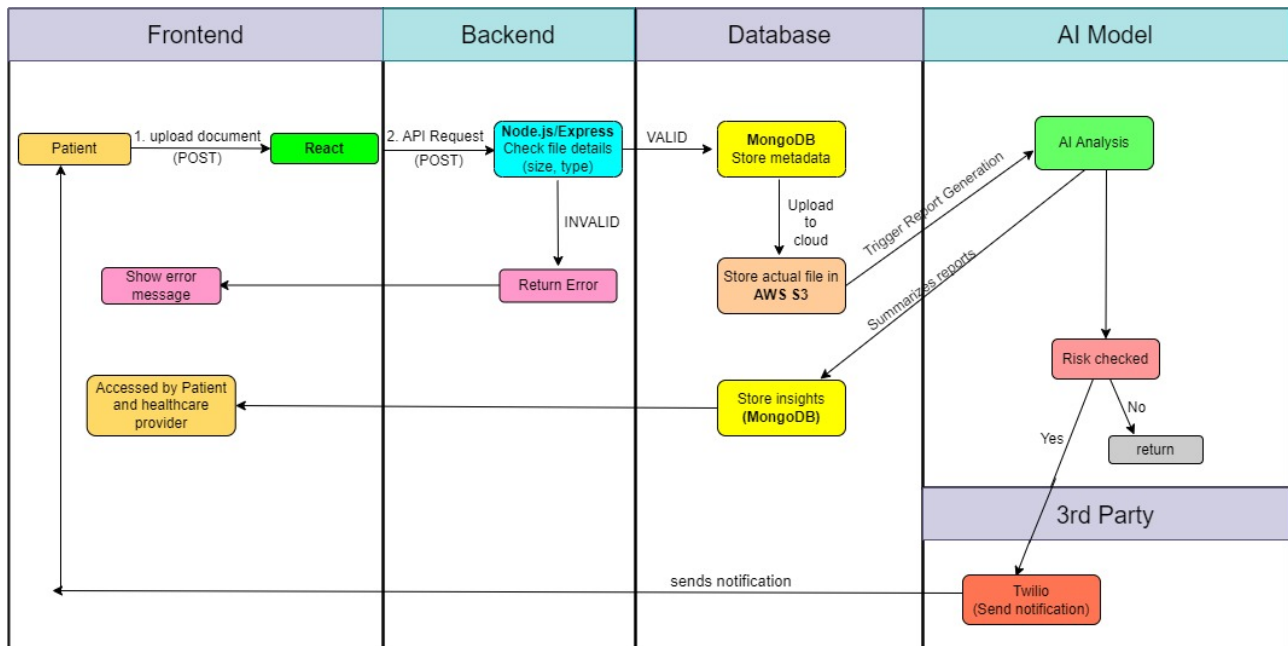 Frontend
Backend
Database
AI Model
Patient
1. upload document
(POST)
React
2. API Request
(POST)
Node.js/Express
Check file details
(size, type)
VALID
MongoDB
Store metadata
AI Analysis
INVALID
Upload
to
cloud
Trigger Report Generation
Show error
message
Return Error
Store actual file in
AWS S3
Summarizes reports
Risk checked
Accessed by Patient
and healthcare
provider
Store insights
(MongoDB)
No
Yes
return
3rd Party
sends notification
Twilio
(Send notification)